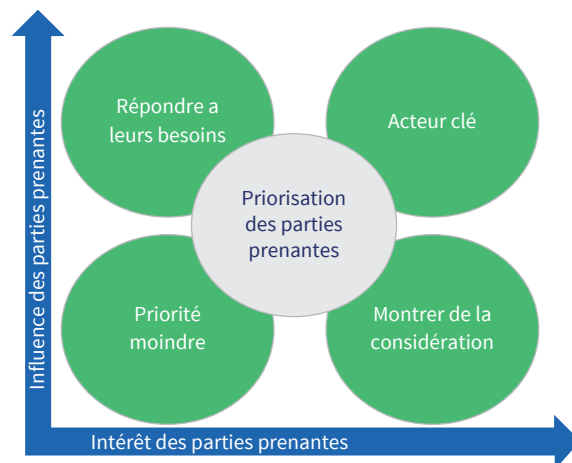 Influence des parties prenantes
Répondre a
leurs besoins
Acteur clé
Priorisation
des parties
prenantes
Priorité
moindre
Montrer de la
considération
Intérêt des parties prenantes